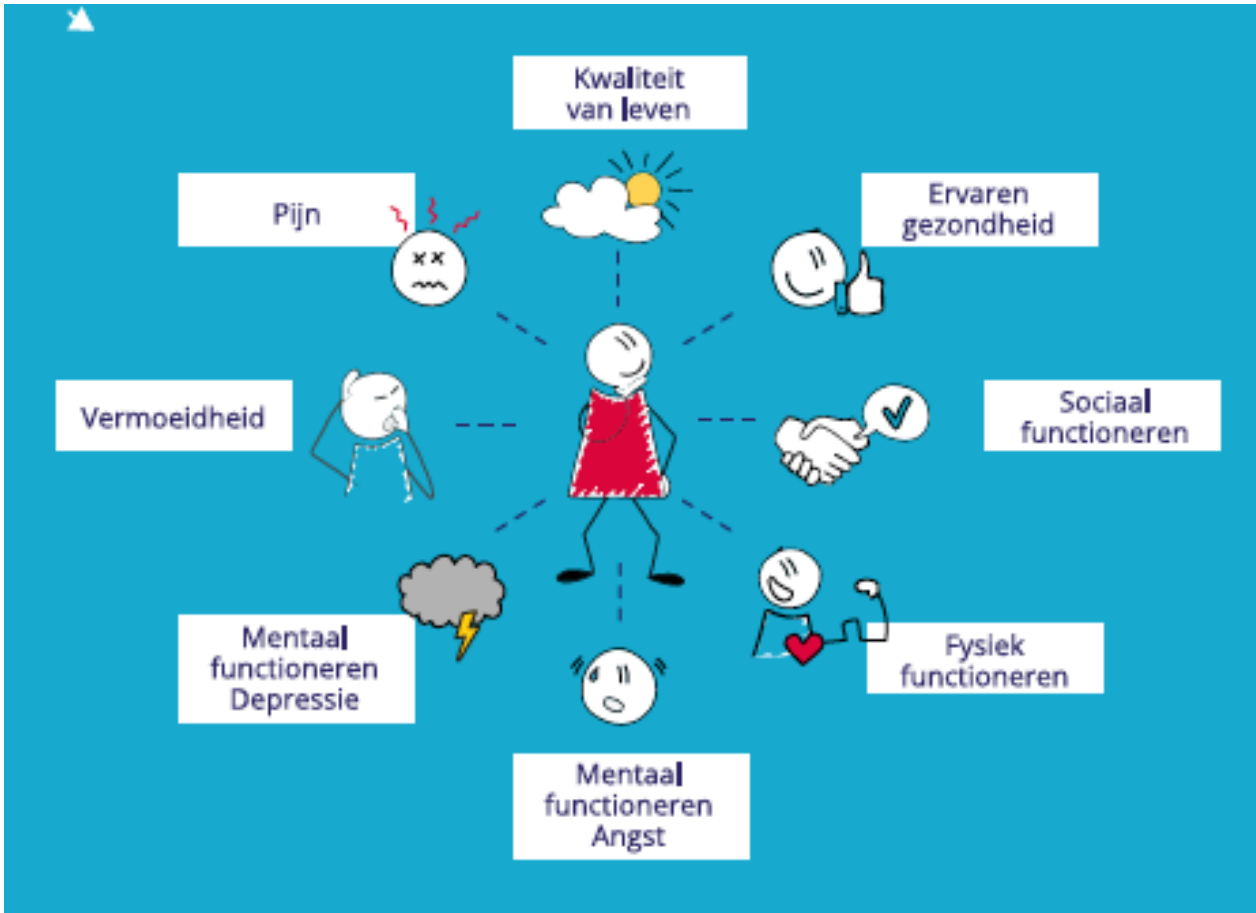 Kwaliteit
van leven
Pijn
Ervaren
gezondheid
Vermoeidheid
Sociaal
functioneren
Mentaal
functioneren
Depressie
Fysiek
functioneren
Mentaal
functioneren
Angst